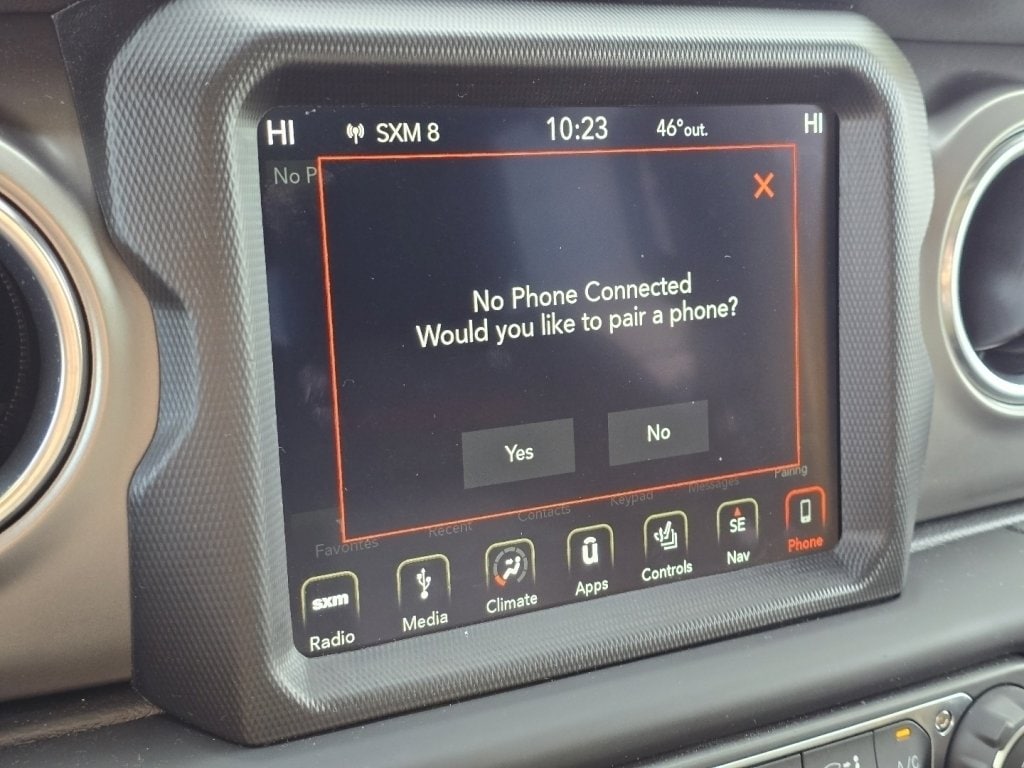 HI SXM 8 10:23 46°out. HI
No P
X
No Phone Connected
Would you like to pair a phone?
Yes No
Favorites Recent Contacts Keypad Messages Pairing
sxm
Radio
Media
Climate
u
Apps
Controls
SE
Nav
Phone
A/C